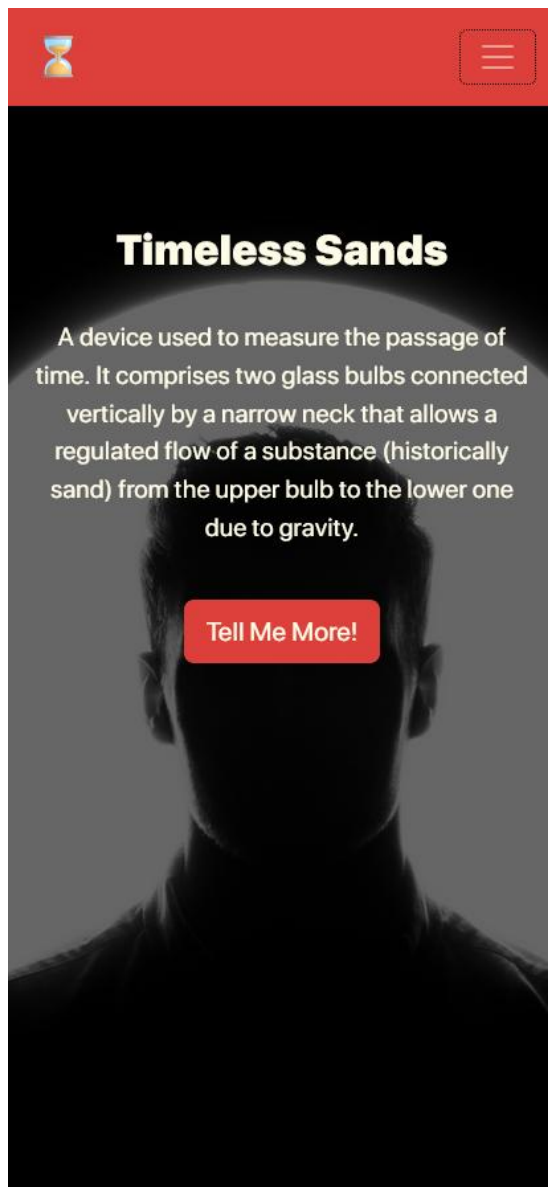 Timeless Sands
A device used to measure the passage of
time. It comprises two glass bulbs connected
vertically by a narrow neck that allows a
regulated flow of a substance (historically
sand) from the upper bulb to the lower one
due to gravity.
Tell Me More!